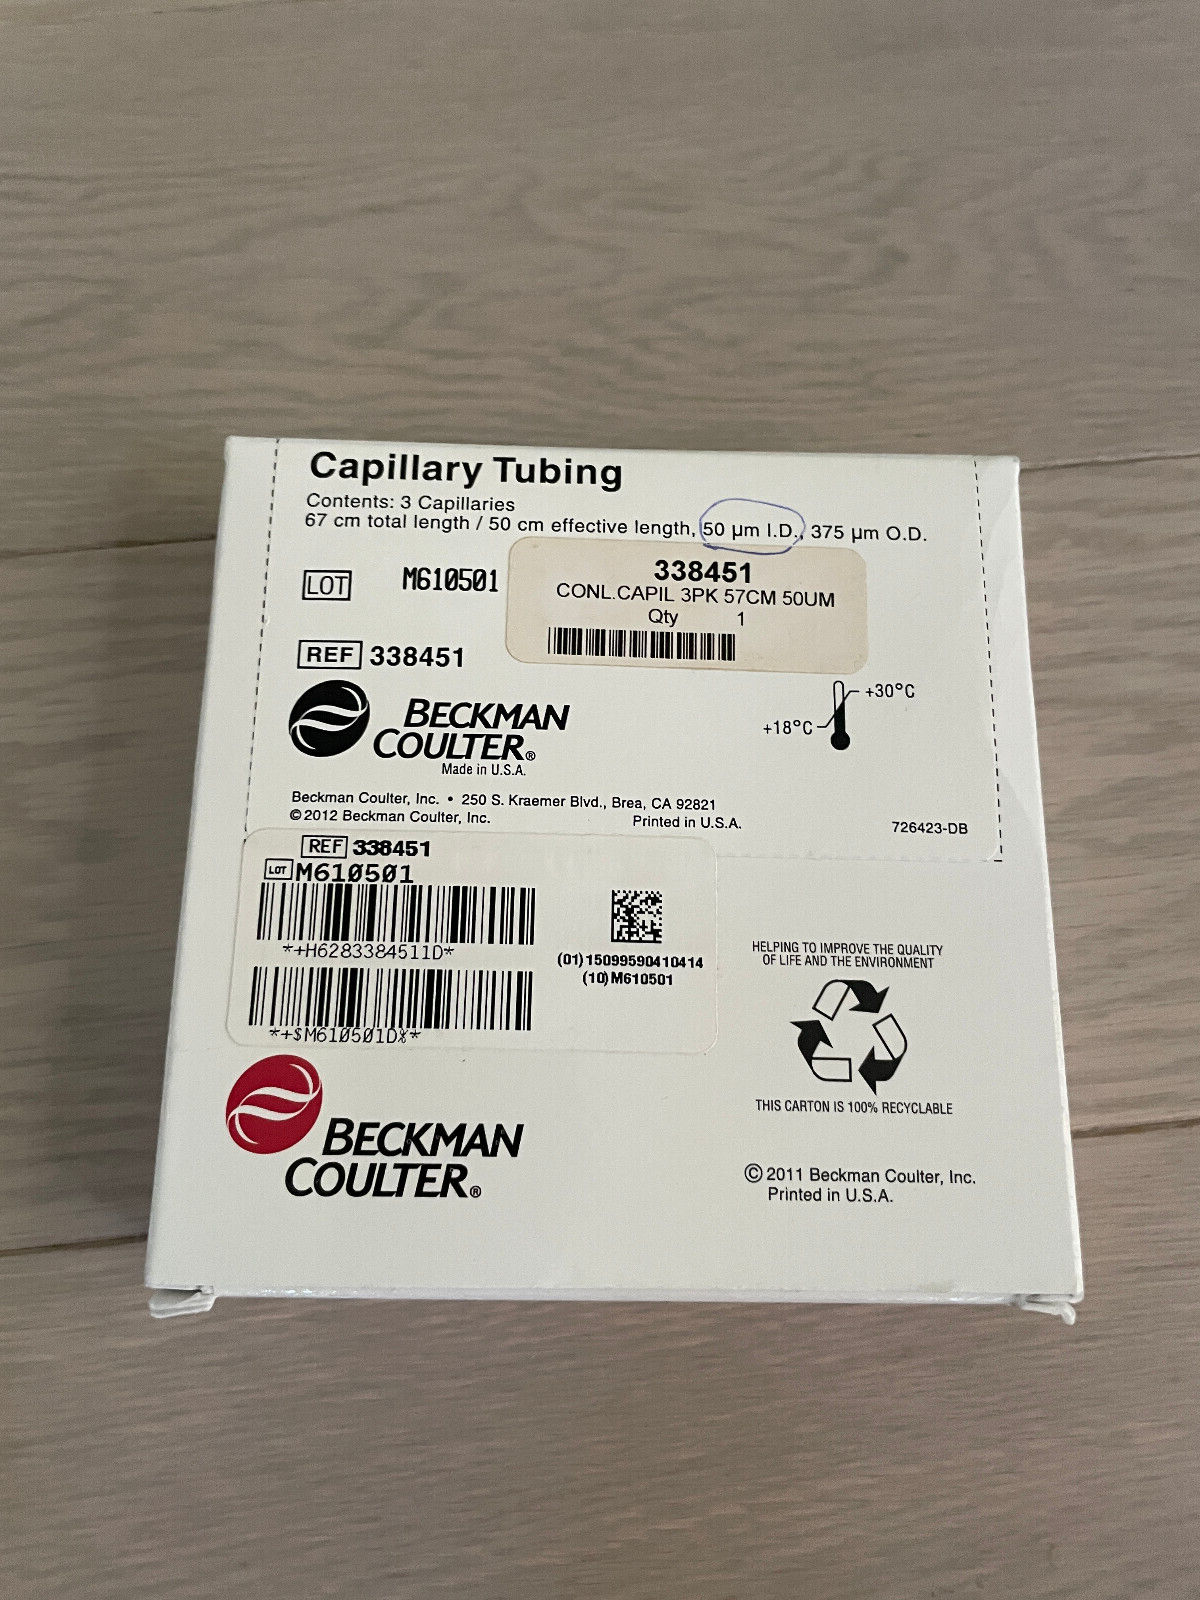 Capillary Tubing
Contents: 3 Capillaries
67 cm total length / 50 cm effective length, 50 µm I.D., 375 µm O.D.
LOT M610501
338451
CONL.CAPIL 3PK 57CM 50UM
Qty 1
REF 338451
BECKMAN
COULTER®
Made in U.S.A.
+30°C
+18°C
Beckman Coulter, Inc. • 250 S. Kraemer Blvd., Brea, CA 92821
© 2012 Beckman Coulter, Inc. Printed in U.S.A.
726423-DB
REF 338451
LOT M610501
*+H6283384511D*
*+$M610501D%*
(01)15099590410414
(10)M610501
HELPING TO IMPROVE THE QUALITY
OF LIFE AND THE ENVIRONMENT
THIS CARTON IS 100% RECYCLABLE
BECKMAN
COULTER®
© 2011 Beckman Coulter, Inc.
Printed in U.S.A.